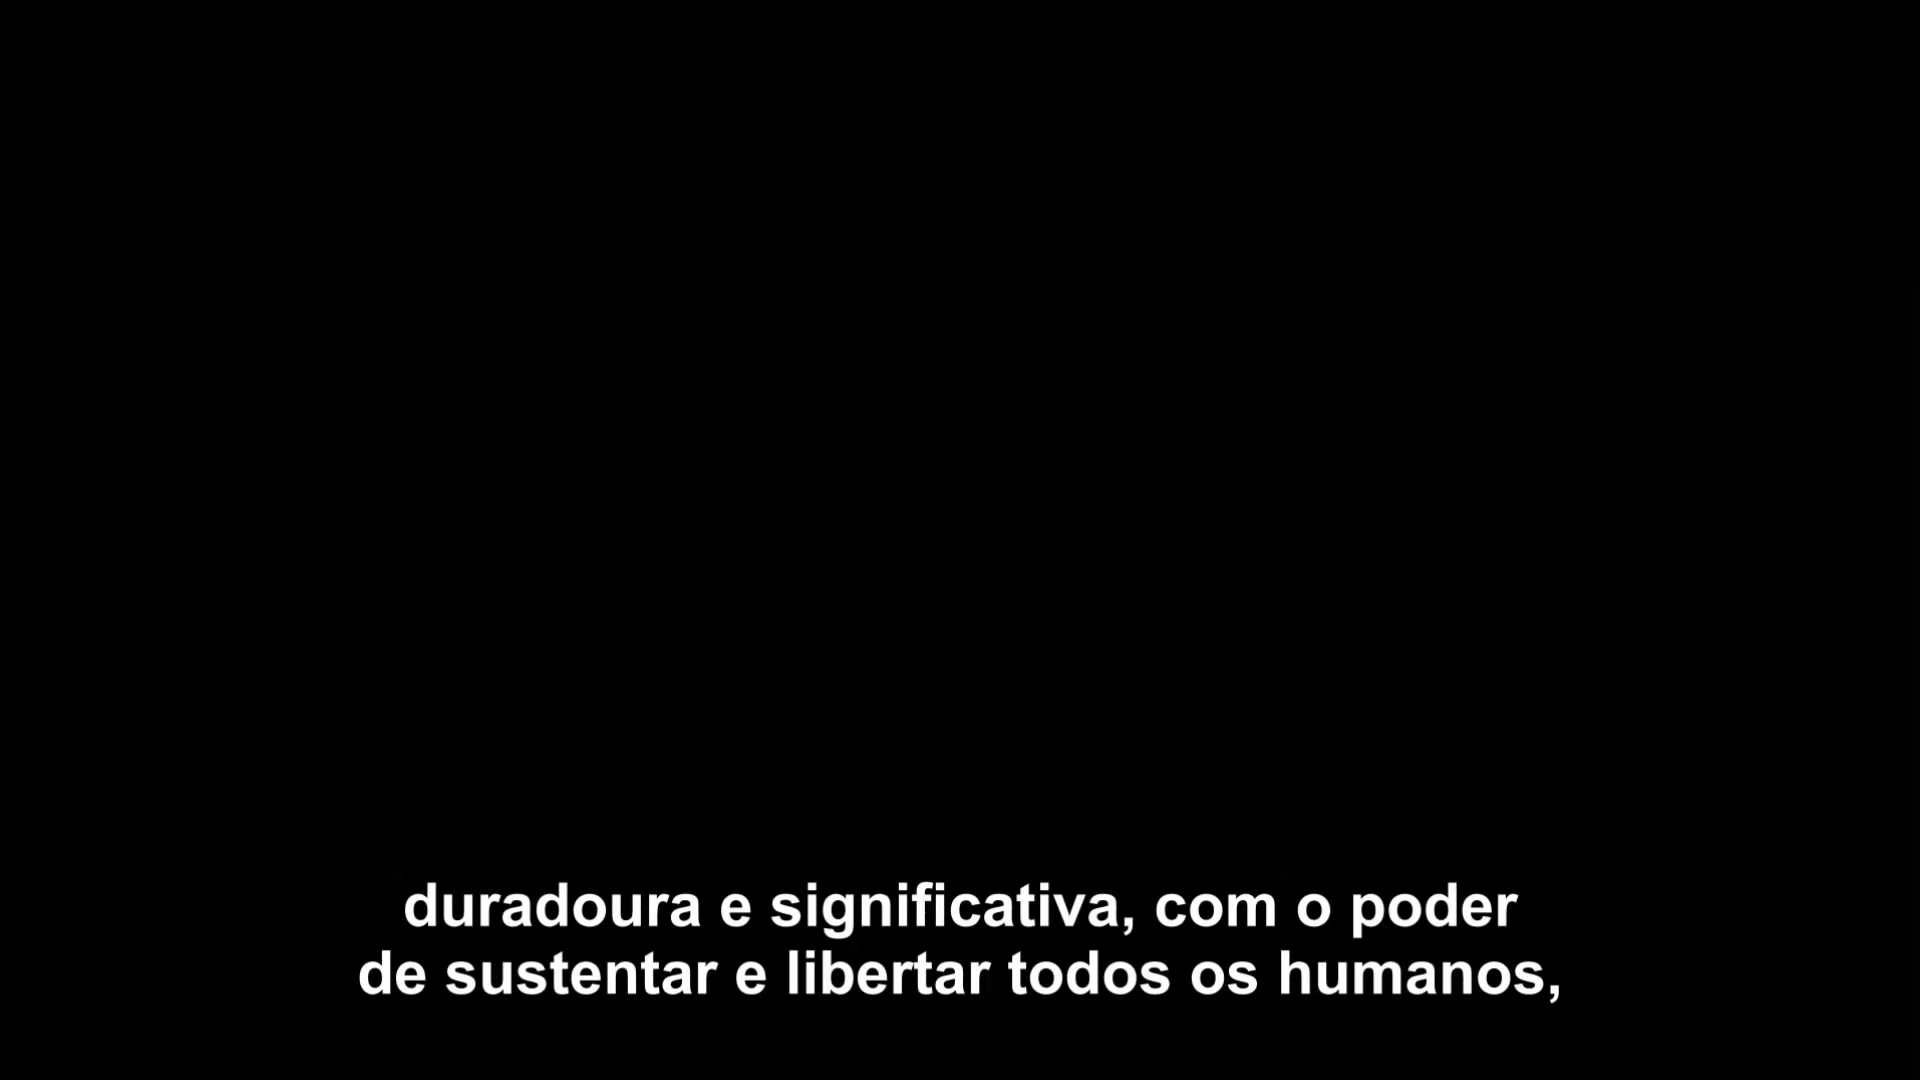 duradoura e significativa, com o poder
de sustentar e libertar todos os humanos,